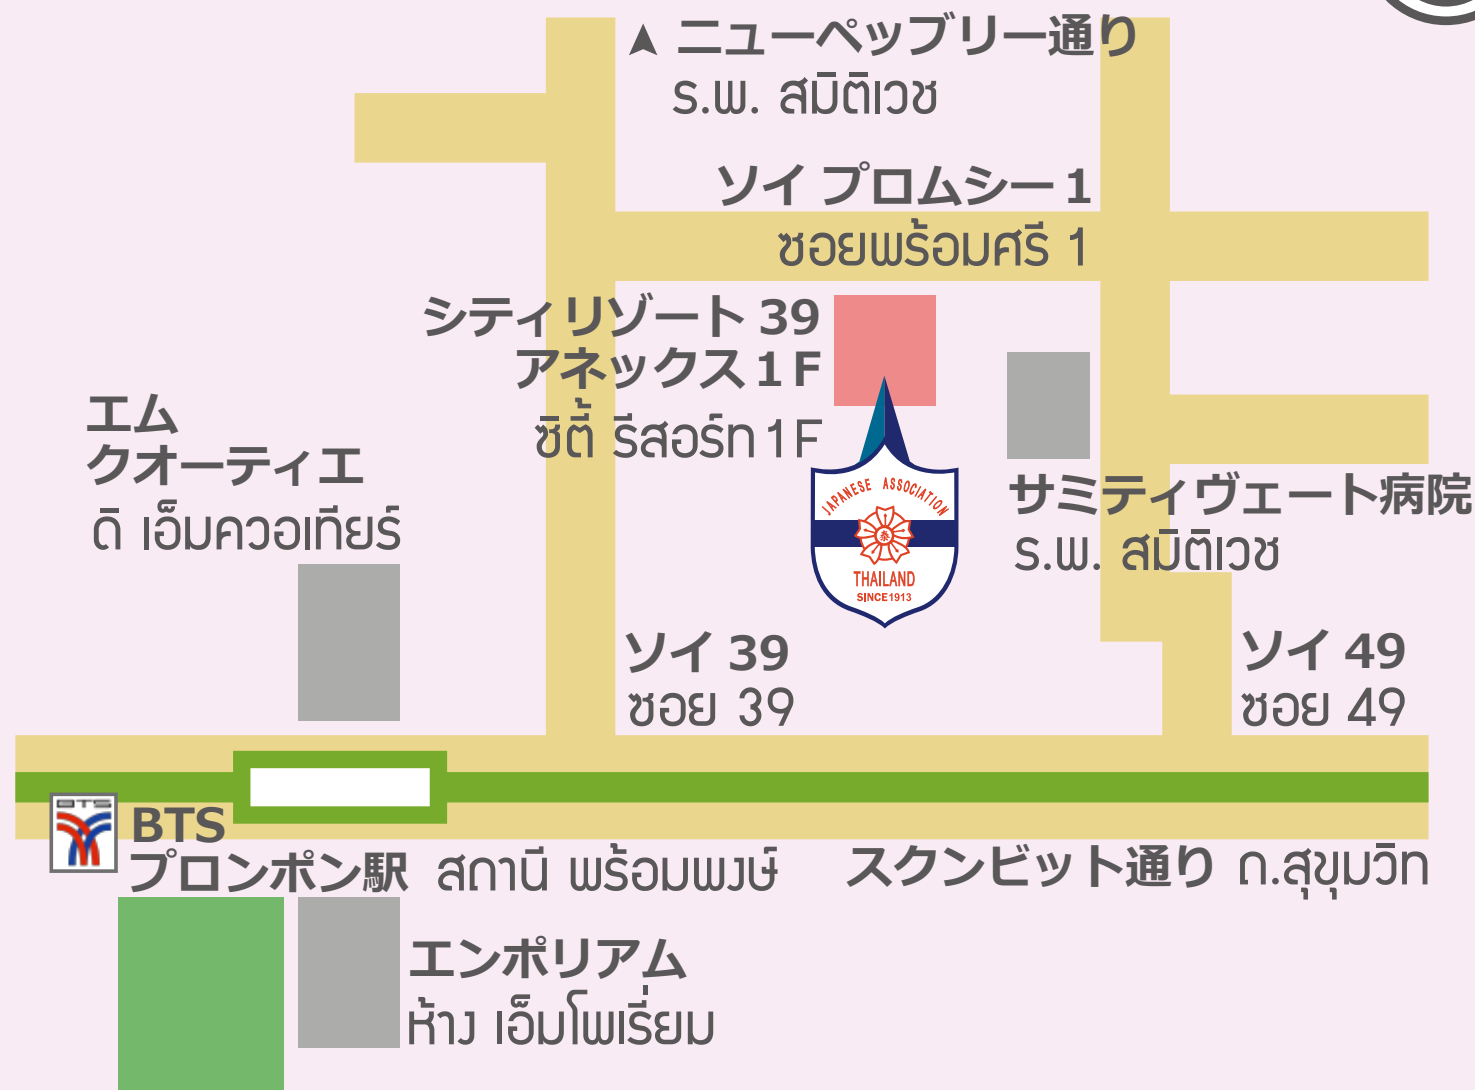 ▲ ニューペッブリー通り
ร.พ. สมิติเวช
ソイ プロムシー 1
ซอยพร้อมศรี 1
シティリゾート 39
アネックス 1 F
ซิตี้ รีสอร์ท 1F
エム
クオーティエ
ดิ เอ็มควอเทียร์
JAPANESE ASSOCIATION
泰
THAILAND
SINCE 1913
サミティヴェート病院
ร.พ. สมิติเวช
ソイ 39
ซอย 39
ソイ 49
ซอย 49
BTS
BTS
プロンポン駅 สถานี พร้อมพงษ์
スクンビット通り ถ.สุขุมวิท
エンポリアム
ห้าง เอ็มโพเรี่ยม